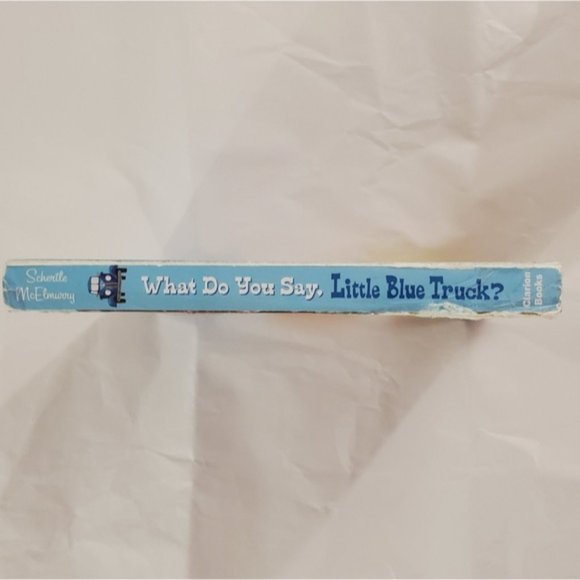 Schertle
McElmurry
What Do You Say, Little Blue Truck?
Clarion
Books